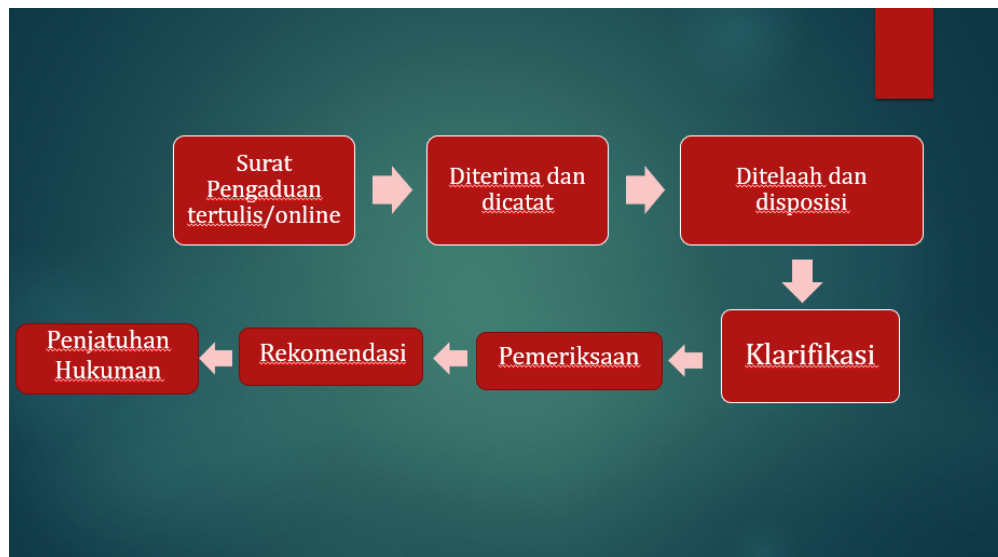 Surat
Pengaduan
tertulis/online
Diterima dan
dicatat
Ditelaah dan
disposisi
Klarifikasi
Pemeriksaan
Rekomendasi
Penjatuhan
Hukuman